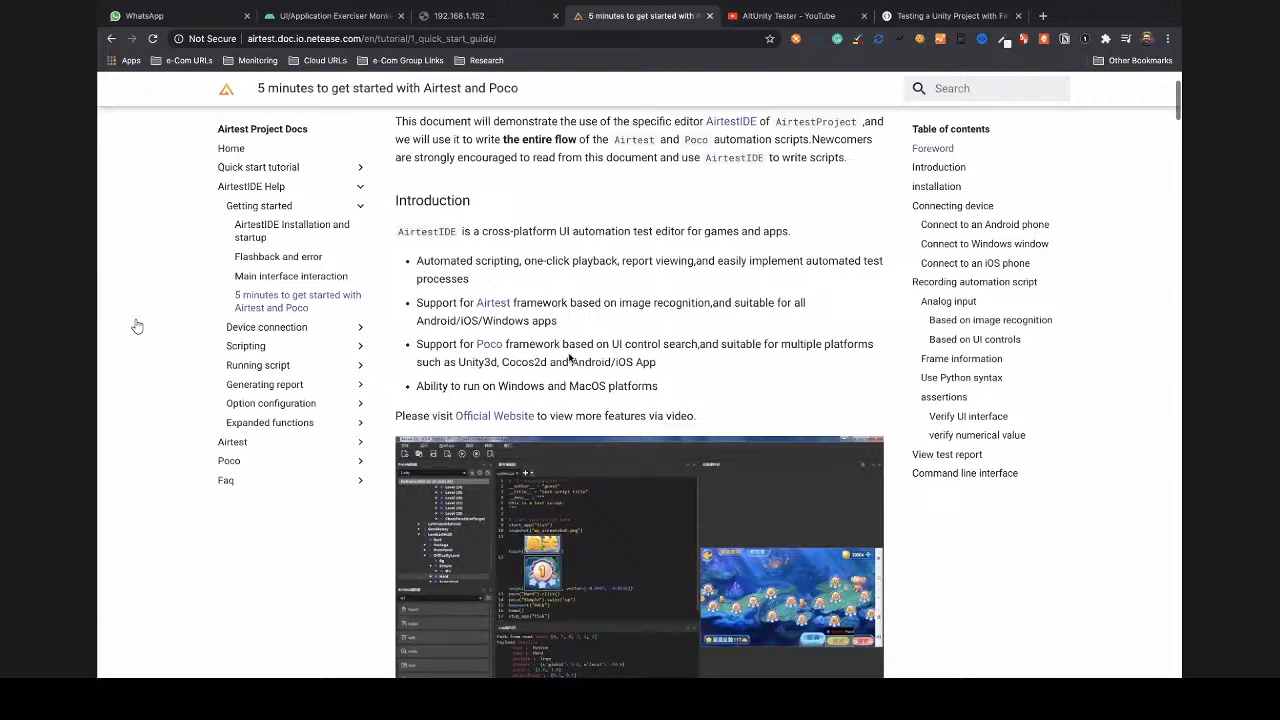 WhatsApp
UI/Application Exerciser Monke
192.168.1.152
5 minutes to get started with A
AltUnity Tester - YouTube
Testing a Unity Project with Fi
Not Secure
airtest.doc.io.netease.com/en/tutorial/1_quick_start_guide/
Apps
e-Com URLs
Monitoring
Cloud URLs
e-Com Group Links
Research
Other Bookmarks
5 minutes to get started with Airtest and Poco
Search
Airtest Project Docs
Home
Quick start tutorial
AirtestIDE Help
Getting started
AirtestIDE Installation and
startup
Flashback and error
Main interface interaction
5 minutes to get started with
Airtest and Poco
Device connection
Scripting
Running script
Generating report
Option configuration
Expanded functions
Airtest
Poco
Faq
This document will demonstrate the use of the specific editor AirtestIDE of AirtestProject ,and
we will use it to write the entire flow of the Airtest and Poco automation scripts.Newcomers
are strongly encouraged to read from this document and use AirtestIDE to write scripts.
Introduction
AirtestIDE is a cross-platform UI automation test editor for games and apps.
• Automated scripting, one-click playback, report viewing,and easily implement automated test
processes
• Support for Airtest framework based on image recognition,and suitable for all
Android/iOS/Windows apps
• Support for Poco framework based on UI control search,and suitable for multiple platforms
such as Unity3d, Cocos2d and Android/iOS App
• Ability to run on Windows and MacOS platforms
Please visit Official Website to view more features via video.
Table of contents
Foreword
Introduction
installation
Connecting device
Connect to an Android phone
Connect to Windows window
Connect to an iOS phone
Recording automation script
Analog input
Based on image recognition
Based on UI controls
Frame information
Use Python syntax
assertions
Verify UI interface
verify numerical value
View test report
Command line interface